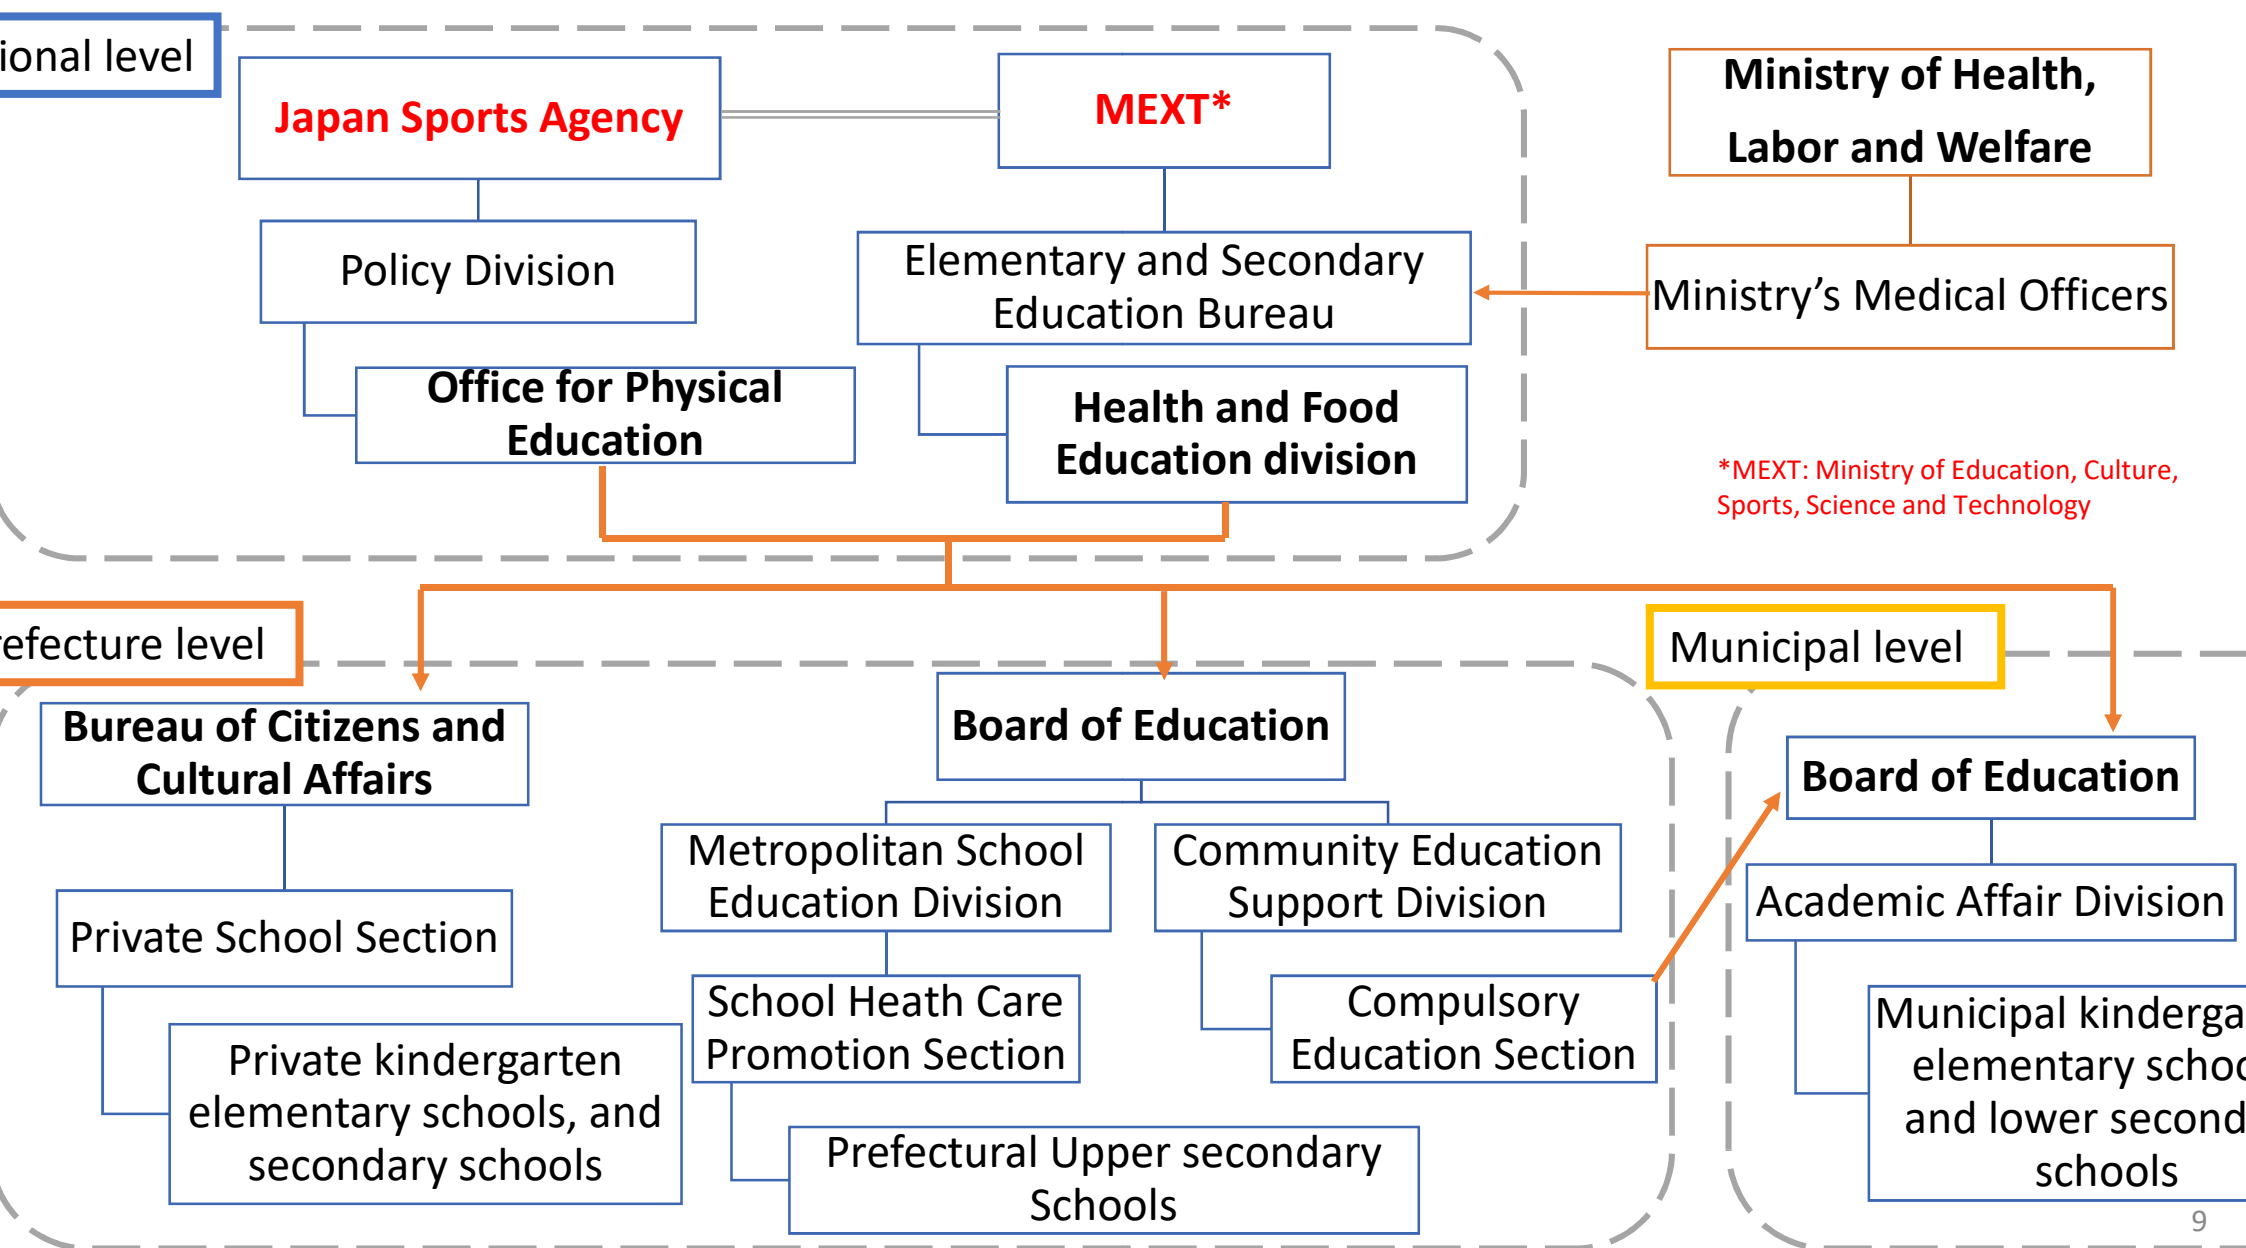 ional level
Japan Sports Agency
MEXT*
Ministry of Health,
Labor and Welfare
Policy Division
Elementary and Secondary
Education Bureau
Ministry’s Medical Officers
Office for Physical
Education
Health and Food
Education division
*MEXT: Ministry of Education, Culture,
Sports, Science and Technology
refecture level
Municipal level
Bureau of Citizens and
Cultural Affairs
Board of Education
Board of Education
Metropolitan School
Education Division
Community Education
Support Division
Academic Affair Division
Private School Section
School Heath Care
Promotion Section
Compulsory
Education Section
Private kindergarten
elementary schools, and
secondary schools
Prefectural Upper secondary
Schools
Municipal kinderga
elementary schoo
and lower second
schools
9